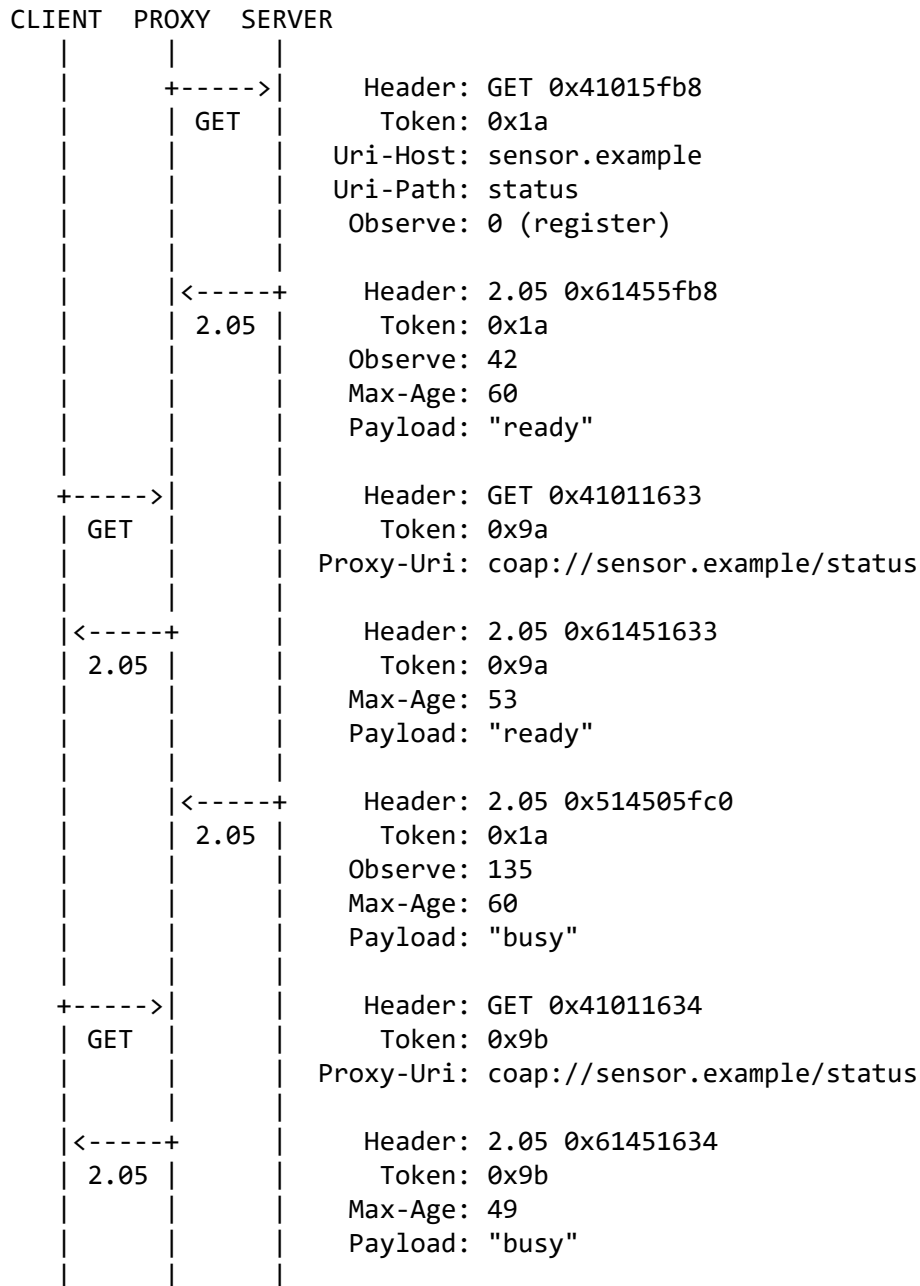 CLIENT  PROXY  SERVER
   |      |      |
   |      +----->|     Header: GET 0x41015fb8
   |      | GET  |      Token: 0x1a
   |      |      |   Uri-Host: sensor.example
   |      |      |   Uri-Path: status
   |      |      |    Observe: 0 (register)
   |      |      |
   |      |<-----+     Header: 2.05 0x61455fb8
   |      | 2.05 |      Token: 0x1a
   |      |      |    Observe: 42
   |      |      |    Max-Age: 60
   |      |      |    Payload: "ready"
   |      |      |
   +----->|      |     Header: GET 0x41011633
   | GET  |      |      Token: 0x9a
   |      |      |  Proxy-Uri: coap://sensor.example/status
   |      |      |
   |<-----+      |     Header: 2.05 0x61451633
   | 2.05 |      |      Token: 0x9a
   |      |      |    Max-Age: 53
   |      |      |    Payload: "ready"
   |      |      |
   |      |<-----+     Header: 2.05 0x514505fc0
   |      | 2.05 |      Token: 0x1a
   |      |      |    Observe: 135
   |      |      |    Max-Age: 60
   |      |      |    Payload: "busy"
   |      |      |
   +----->|      |     Header: GET 0x41011634
   | GET  |      |      Token: 0x9b
   |      |      |  Proxy-Uri: coap://sensor.example/status
   |      |      |
   |<-----+      |     Header: 2.05 0x61451634
   | 2.05 |      |      Token: 0x9b
   |      |      |    Max-Age: 49
   |      |      |    Payload: "busy"
   |      |      |